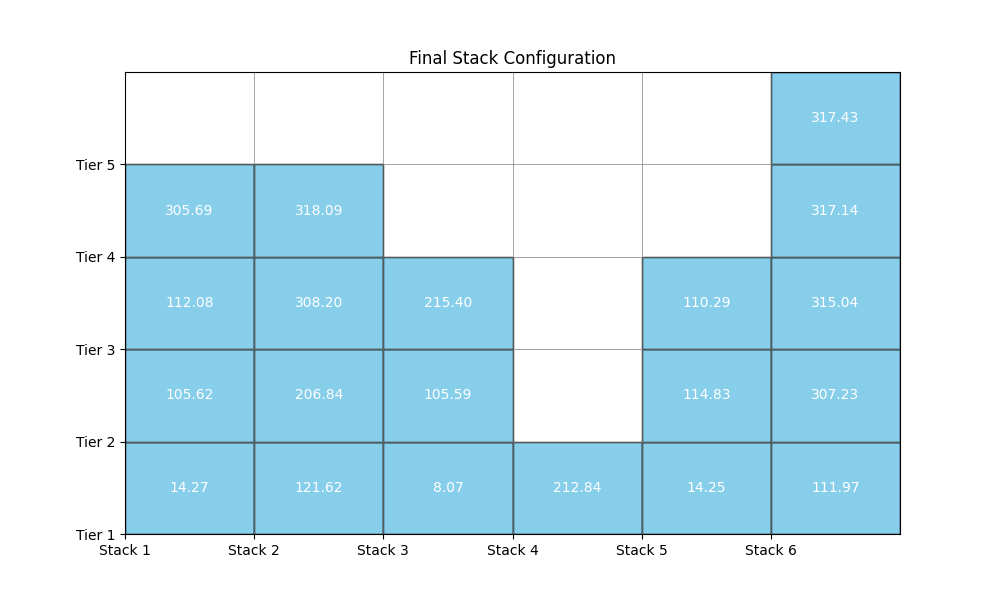 Final Stack Configuration
317.43
Tier 5
305.69 318.09 317.14
Tier 4
112.08 308.20 215.40 110.29 315.04
Tier 3
105.62 206.84 105.59 114.83 307.23
Tier 2
14.27 121.62 8.07 212.84 14.25 111.97
Tier 1
Stack 1 Stack 2 Stack 3 Stack 4 Stack 5 Stack 6